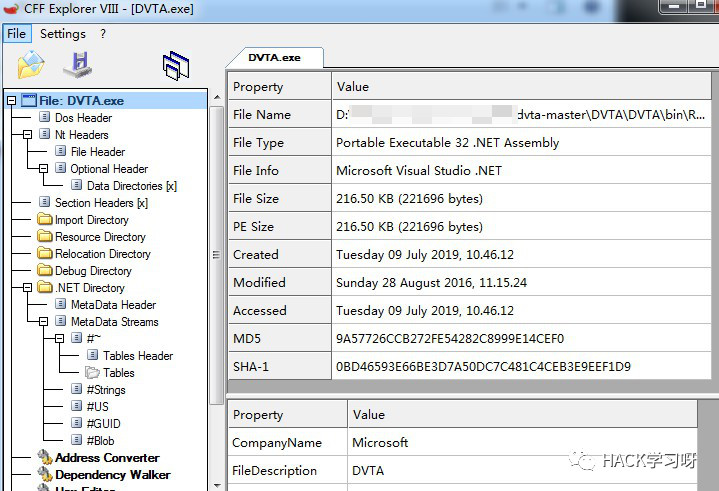 CFF Explorer VIII - [DVTA.exe]
File Settings ?
DVTA.exe
File: DVTA.exe
Dos Header
Nt Headers
File Header
Optional Header
Data Directories [x]
Section Headers [x]
Import Directory
Resource Directory
Relocation Directory
Debug Directory
.NET Directory
MetaData Header
MetaData Streams
#~
Tables Header
Tables
#Strings
#US
#GUID
#Blob
Address Converter
Dependency Walker
Hex Editor
Property Value
File Name D:\ dvta-master\DVTA\DVTA\bin\R...
File Type Portable Executable 32 .NET Assembly
File Info Microsoft Visual Studio .NET
File Size 216.50 KB (221696 bytes)
PE Size 216.50 KB (221696 bytes)
Created Tuesday 09 July 2019, 10.46.12
Modified Sunday 28 August 2016, 11.15.24
Accessed Tuesday 09 July 2019, 10.46.12
MD5 9A57726CCB272FE54282C8999E14CEF0
SHA-1 0BD46593E66BE3D7A50DC7C481C4CEB3E9EEF1D9
Property Value
CompanyName Microsoft
FileDescription DVTA
HACK学习呀